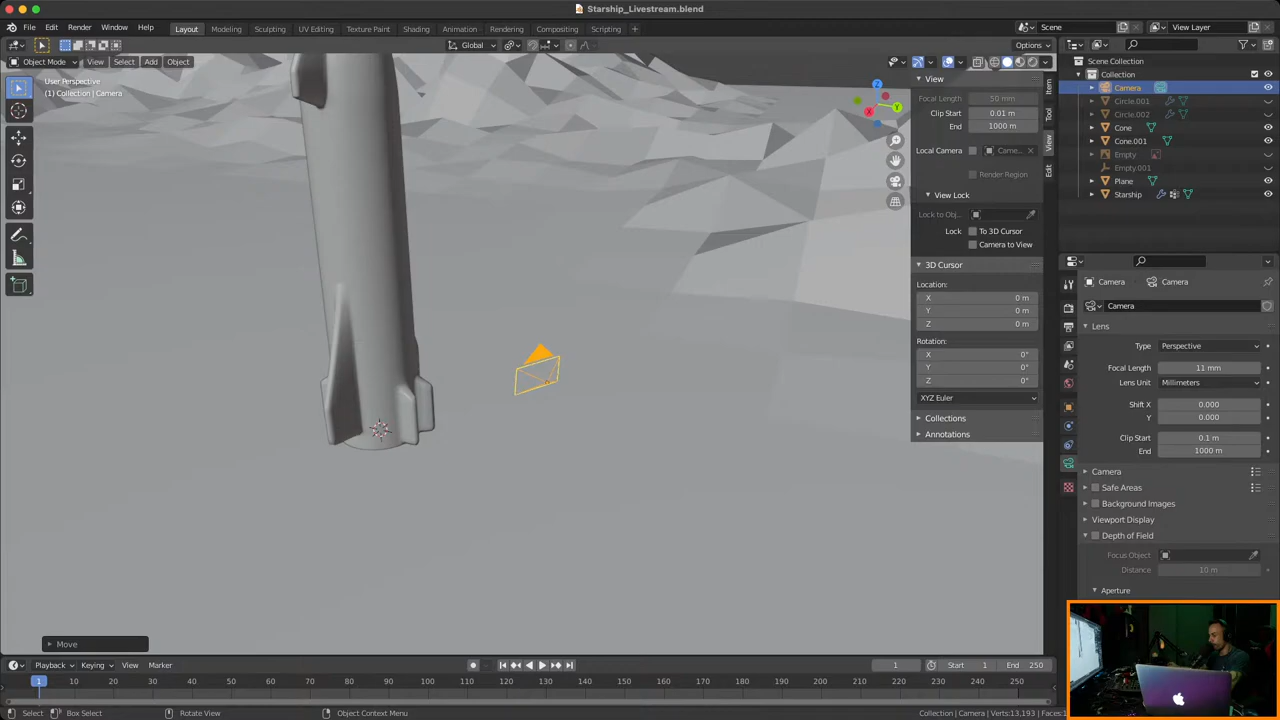 Starship_Livestream.blend
File Edit Render Window Help Layout Modeling Sculpting UV Editing Texture Paint Shading Animation Rendering Compositing Scripting + Scene View Layer
Global Options
Object Mode View Select Add Object
User Perspective
(1) Collection | Camera
View
Focal Length: 50 mm
Clip Start 0.01 m
End 1000 m
Local Camera Came...
Render Region
View Lock
Lock to Obj...
Lock: To 3D Cursor
Camera to View
3D Cursor
Location:
X 0 m
Y 0 m
Z 0 m
Rotation:
X 0°
Y 0°
Z 0°
XYZ Euler
Collections
Annotations
Item
Tool
View
Edit
Z
Y
X
Scene Collection
Collection
Camera
Circle.001
Circle.002
Cone
Cone.001
Empty
Empty.001
Plane
Starship
Camera Camera
Camera
Lens
Type Perspective
Focal Length 11 mm
Lens Unit Millimeters
Shift X 0.000
Y 0.000
Clip Start 0.1 m
End 1000 m
Camera
Safe Areas
Background Images
Viewport Display
Depth of Field
Focus Object
Distance 10 m
Aperture
Move
Playback Keying View Marker 1 Start 1 End 250
1 10 20 30 40 50 60 70 80 90 100 110 120 130 140 150 160 170 180 190 200 210 220 230 240 250
Select Box Select Rotate View Object Context Menu Collection | Camera | Verts:13,193 | Faces:1